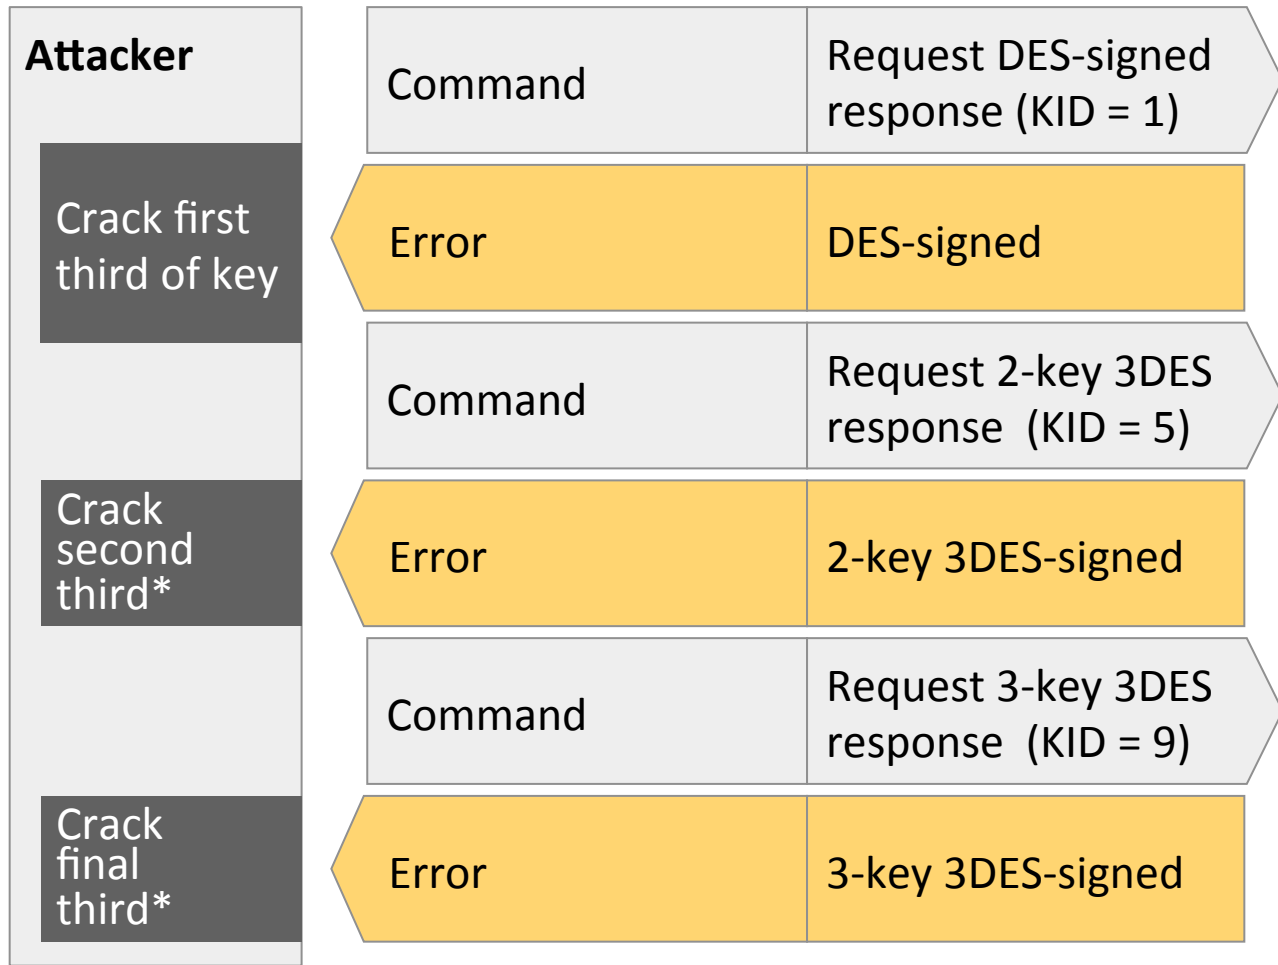 Attacker
Command
Request DES-signed
response (KID = 1)
Crack first
third of key
Error
DES-signed
Command
Request 2-key 3DES
response  (KID = 5)
Crack
second
third*
Error
2-key 3DES-signed
Command
Request 3-key 3DES
response  (KID = 9)
Crack
final
third*
Error
3-key 3DES-signed